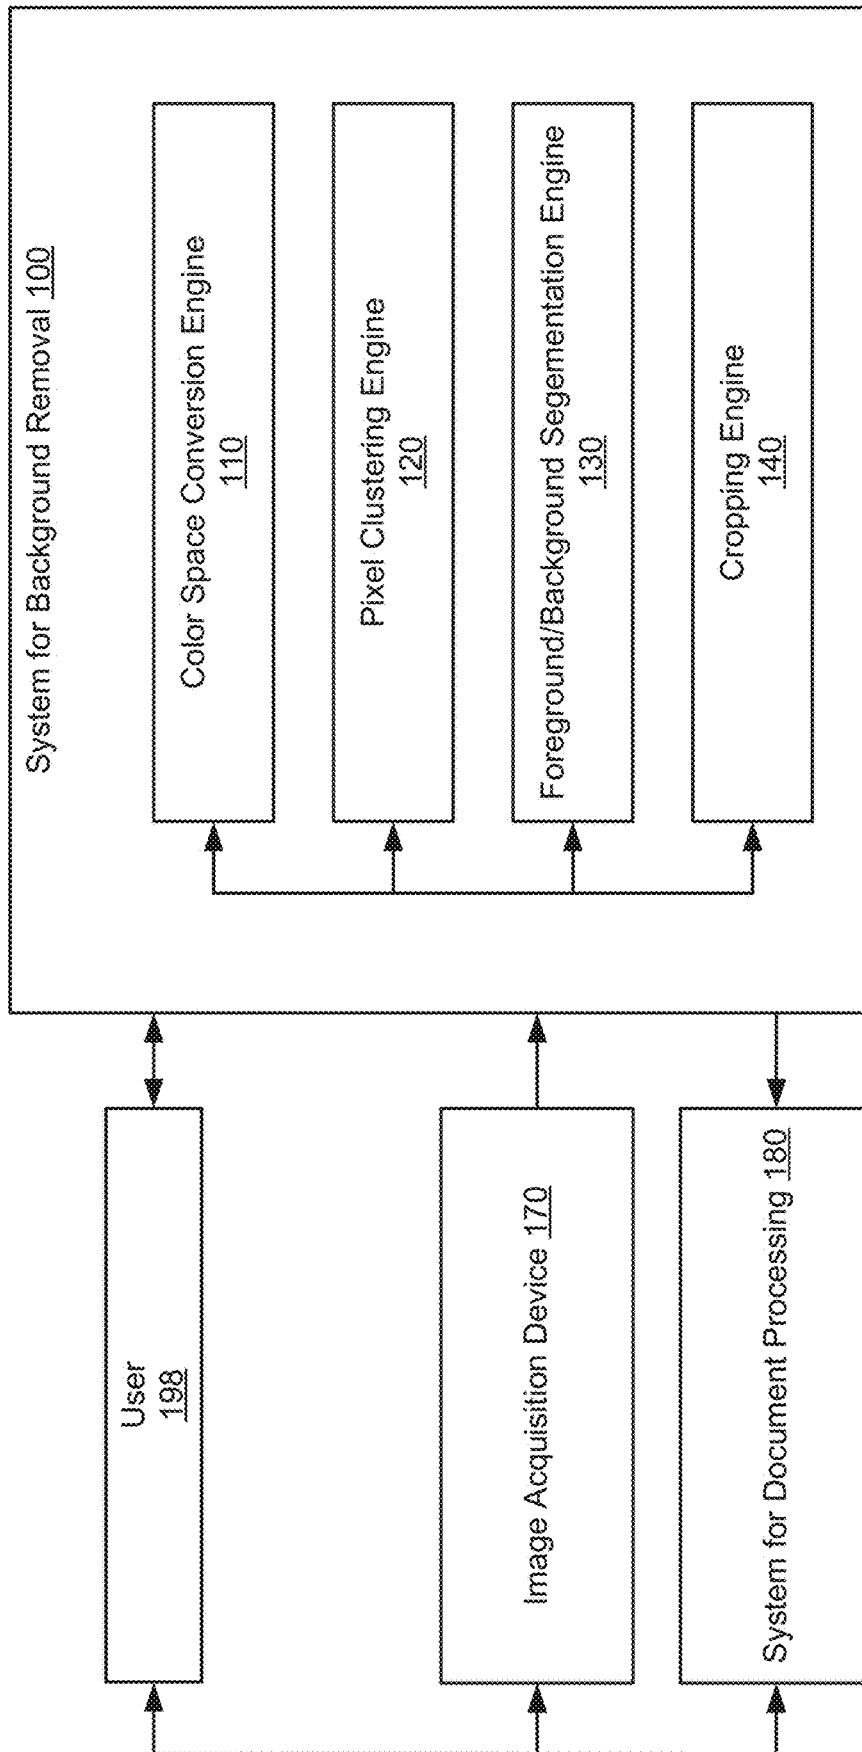 System for Background Removal 100
Color Space Conversion Engine
110
Pixel Clustering Engine
120
Foreground/Background Segementation Engine
130
Cropping Engine
140
User
198
Image Acquisition Device 170
System for Document Processing 180